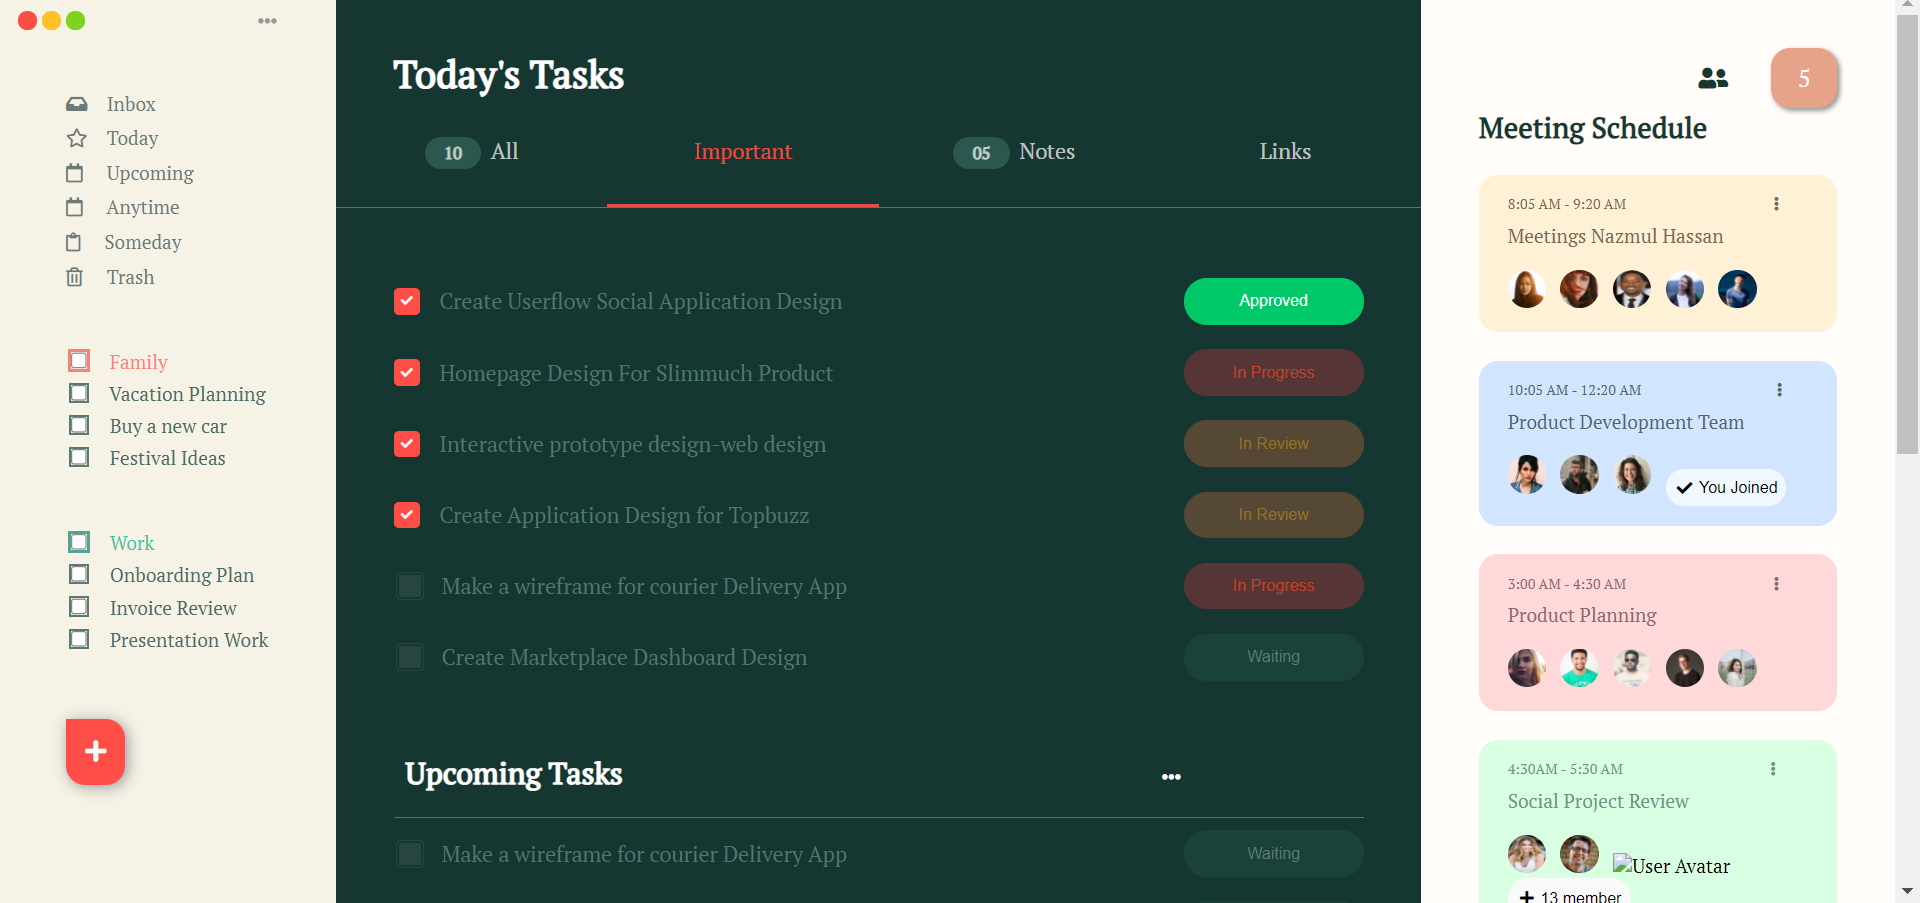 Inbox
Today
Upcoming
Anytime
Someday
Trash
Family
Vacation Planning
Buy a new car
Festival Ideas
Work
Onboarding Plan
Invoice Review
Presentation Work
Today's Tasks
10 All
Important
05 Notes
Links
Create Userflow Social Application Design Approved
Homepage Design For Slimmuch Product In Progress
Interactive prototype design-web design In Review
Create Application Design for Topbuzz In Review
Make a wireframe for courier Delivery App In Progress
Create Marketplace Dashboard Design Waiting
Upcoming Tasks
Make a wireframe for courier Delivery App Waiting
5
Meeting Schedule
8:05 AM - 9:20 AM
Meetings Nazmul Hassan
10:05 AM - 12:20 AM
Product Development Team
You Joined
3:00 AM - 4:30 AM
Product Planning
4:30AM - 5:30 AM
Social Project Review
User Avatar
13 member